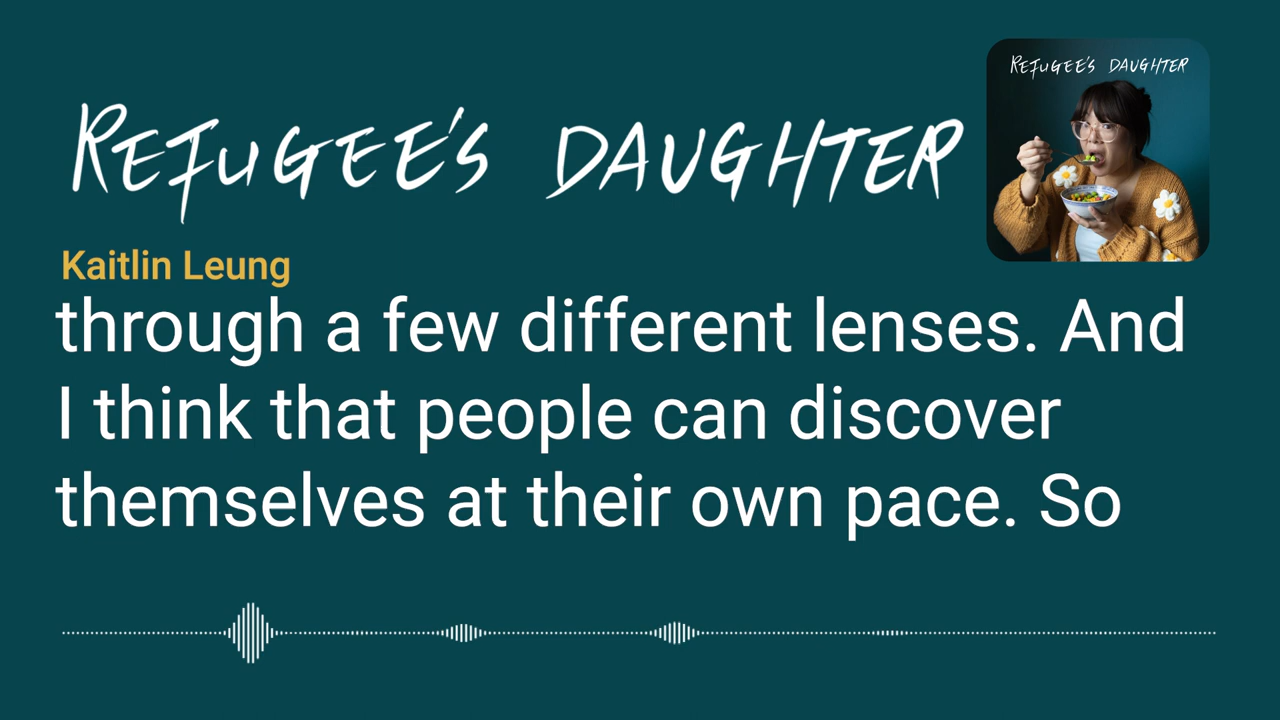 REFUGEE'S DAUGHTER
REFUGEE'S DAUGHTER
Kaitlin Leung
through a few different lenses. And
I think that people can discover
themselves at their own pace. So